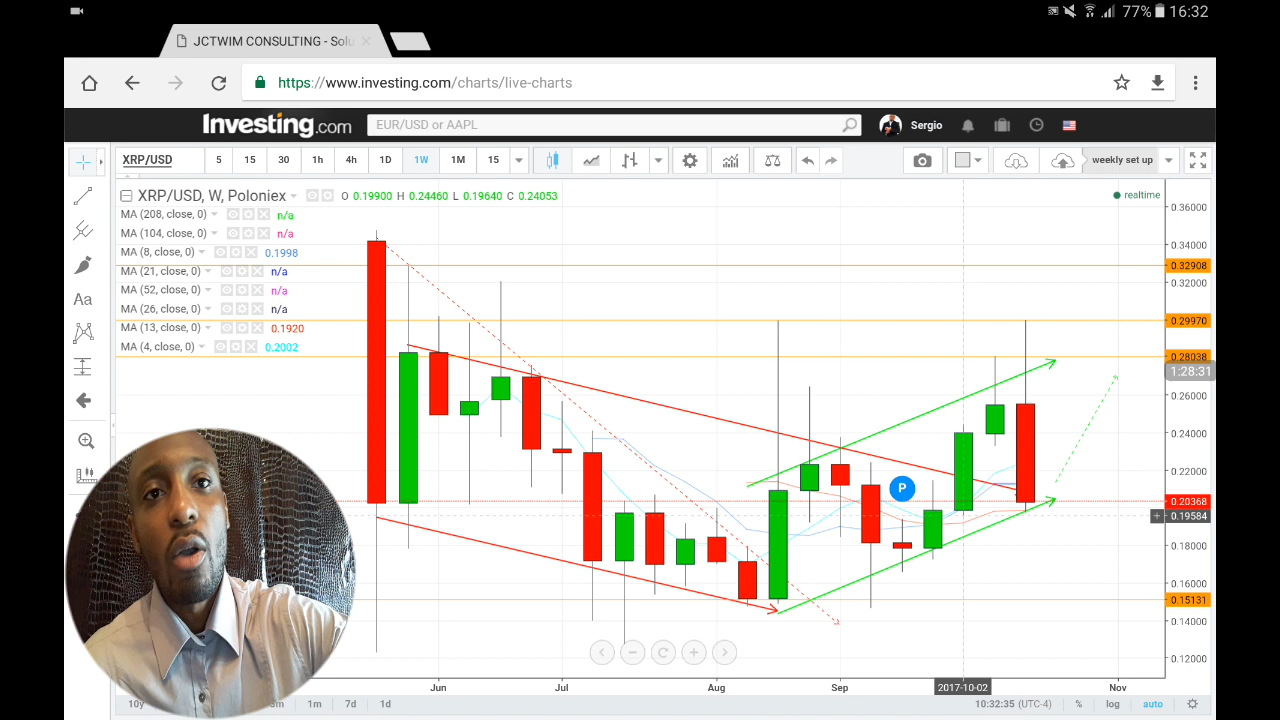 77% 16:32
JCTWIM CONSULTING - Solu
https://www.investing.com/charts/live-charts
Investing.com EUR/USD or AAPL Sergio
XRP/USD 5 15 30 1h 4h 1D 1W 1M 15 weekly set up
XRP/USD, W, Poloniex O 0.19900 H 0.24460 L 0.19640 C 0.24053 realtime
MA (208, close, 0) n/a
MA (104, close, 0) n/a
MA (8, close, 0) 0.1998
MA (21, close, 0) n/a
MA (52, close, 0) n/a
MA (26, close, 0) n/a
MA (13, close, 0) 0.1920
MA (4, close, 0) 0.2002
Aa
P
0.36000
0.34000
0.32908
0.32000
0.29970
0.28038
1:28:31
0.26000
0.24000
0.22000
0.20368
0.19584
0.18000
0.16000
0.15131
0.14000
0.12000
Jun Jul Aug Sep 2017-10-02 Nov
10y 3m 1m 7d 1d 10:32:35 (UTC-4) % log auto